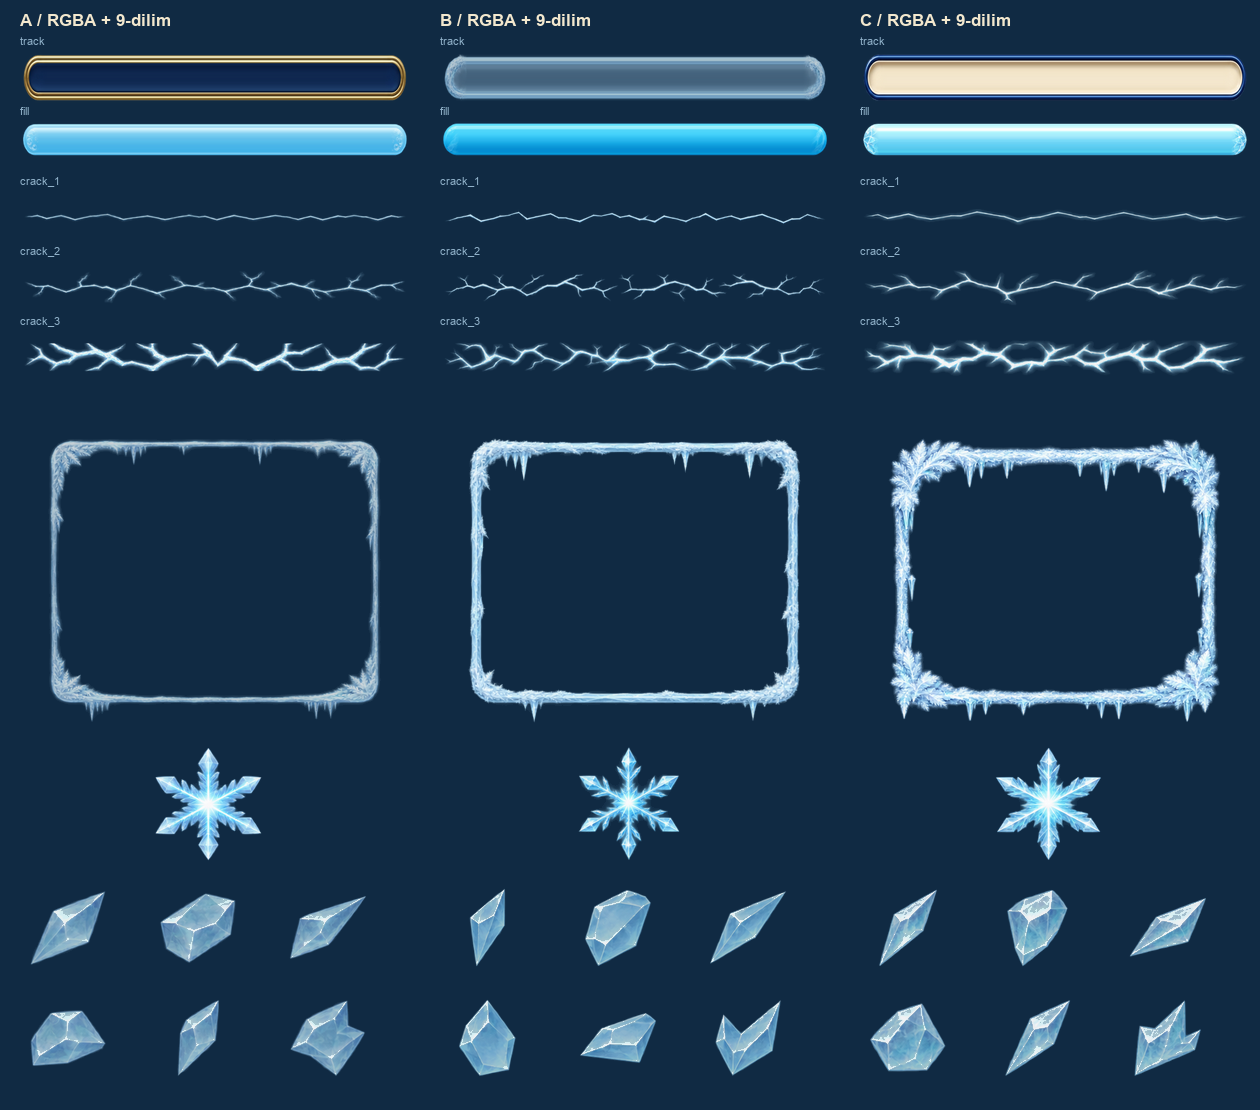 A / RGBA + 9-dilim
track
fill
crack_1
crack_2
crack_3
B / RGBA + 9-dilim
track
fill
crack_1
crack_2
crack_3
C / RGBA + 9-dilim
track
fill
crack_1
crack_2
crack_3